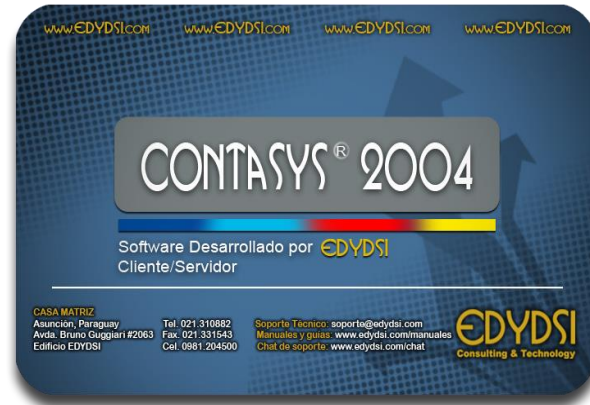 www.EDYDSI.com www.EDYDSI.com www.EDYDSI.com www.EDYDSI.com
CONTASYS® 2004
Software Desarrollado por EDYDSI
Cliente/Servidor
CASA MATRIZ
Asunción, Paraguay
Avda. Bruno Guggiari #2063
Edificio EDYDSI
Tel. 021.310882
Fax. 021.331543
Cel. 0981.204500
Soporte Técnico: soporte@edydsi.com
Manuales y guias: www.edydsi.com/manuales
Chat de soporte: www.edydsi.com/chat
EDYDSI
Consulting & Technology